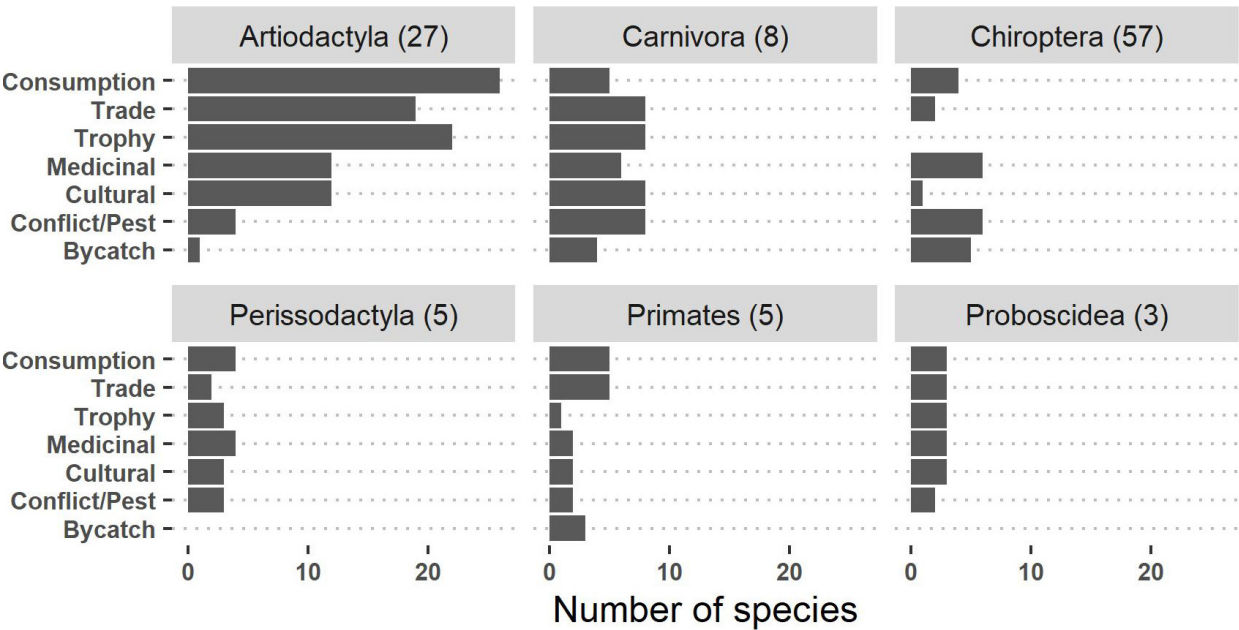 Artiodactyla (27) Carnivora (8) Chiroptera (57)
Consumption
Trade
Trophy
Medicinal
Cultural
Conflict/Pest
Bycatch
Perissodactyla (5) Primates (5) Proboscidea (3)
Consumption
Trade
Trophy
Medicinal
Cultural
Conflict/Pest
Bycatch
0 10 20 0 10 20 0 10 20
Number of species